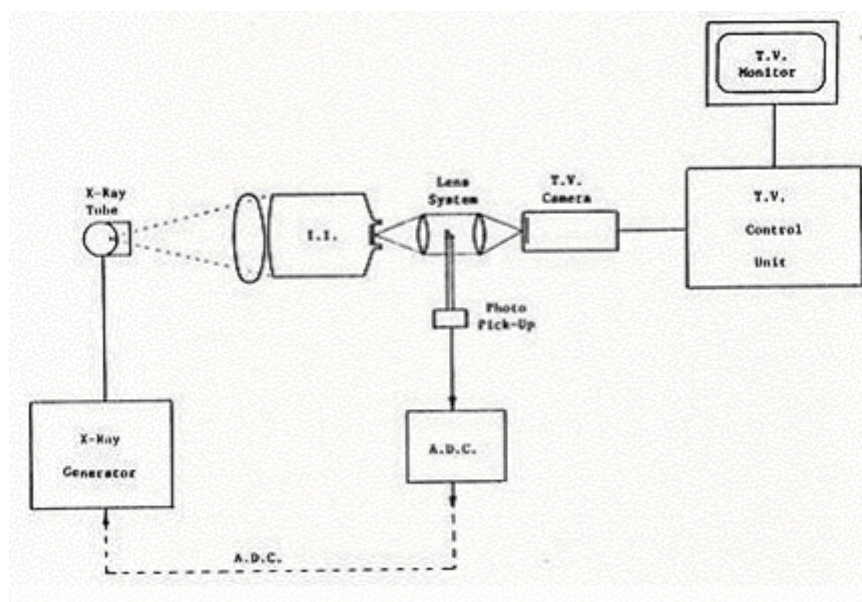 T.V.
Monitor
X-Ray
Tube
Lens
System
T.V.
Camera
I.I.
T.V.
Control
Unit
Photo
Pick-Up
X-Ray
Generator
A.D.C.
A.D.C.